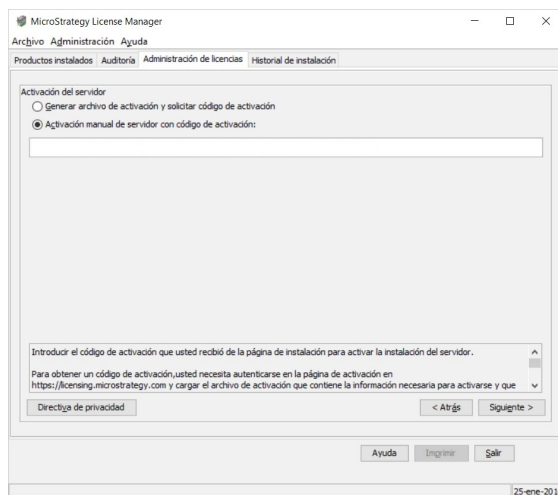 MicroStrategy License Manager
Archivo Administración Ayuda
Productos instalados Auditoría Administración de licencias Historial de instalación
Activación del servidor
Generar archivo de activación y solicitar código de activación
Activación manual de servidor con código de activación:
Introducir el código de activación que usted recibió de la página de instalación para activar la instalación del servidor.
Para obtener un código de activación,usted necesita autenticarse en la página de activación en
https://licensing.microstrategy.com y cargar el archivo de activación que contiene la información necesaria para activarse y que
Directiva de privacidad < Atrás Siguiente >
Ayuda Imprimir Salir
25-ene-201